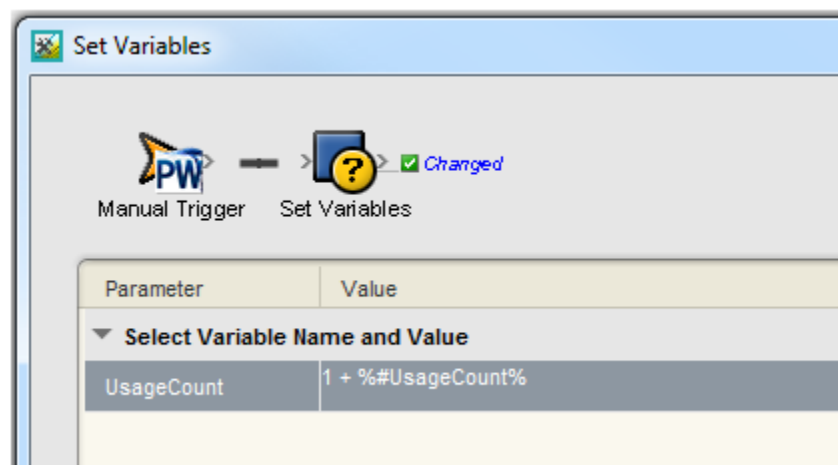 Set Variables
PW
Changed
Manual Trigger
Set Variables
Parameter
Value
Select Variable Name and Value
UsageCount
1 + %#UsageCount%